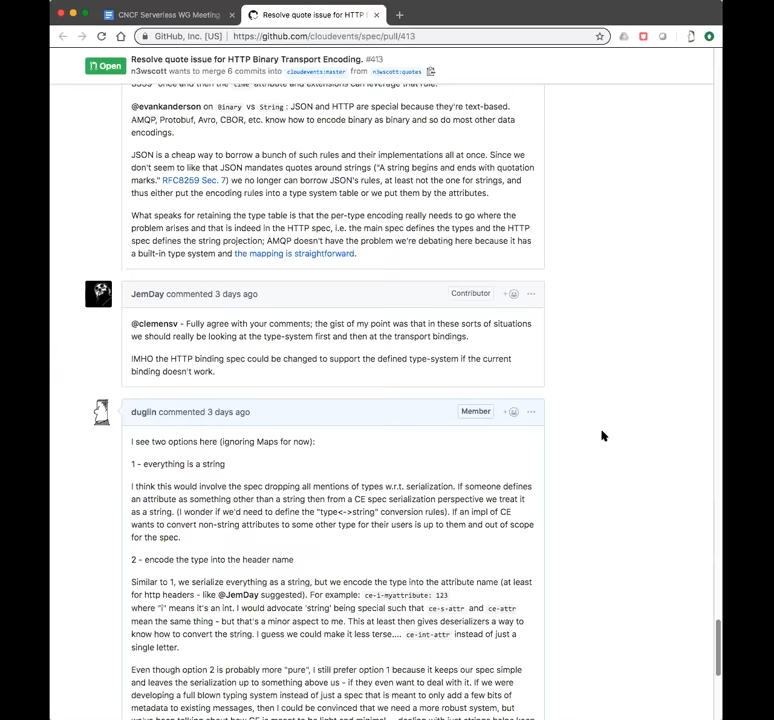 CNCF Serverless WG Meeting
Resolve quote issue for HTTP
GitHub, Inc. [US] | https://github.com/cloudevents/spec/pull/413
Open
Resolve quote issue for HTTP Binary Transport Encoding. #413
n3wscott wants to merge 6 commits into cloudevents:master from n3wscott:quotes
3339 once and then the time attribute and extensions can leverage that rule.
@evankanderson on Binary vs String : JSON and HTTP are special because they're text-based.
AMQP, Protobuf, Avro, CBOR, etc. know how to encode binary as binary and so do most other data
encodings.
JSON is a cheap way to borrow a bunch of such rules and their implementations all at once. Since we
don't seem to like that JSON mandates quotes around strings ("A string begins and ends with quotation
marks." RFC8259 Sec. 7) we no longer can borrow JSON's rules, at least not the one for strings, and
thus either put the encoding rules into a type system table or we put them by the attributes.
What speaks for retaining the type table is that the per-type encoding really needs to go where the
problem arises and that is indeed in the HTTP spec, i.e. the main spec defines the types and the HTTP
spec defines the string projection; AMQP doesn't have the problem we're debating here because it has
a built-in type system and the mapping is straightforward.
JemDay commented 3 days ago
Contributor
@clemensv - Fully agree with your comments; the gist of my point was that in these sorts of situations
we should really be looking at the type-system first and then at the transport bindings.
IMHO the HTTP binding spec could be changed to support the defined type-system if the current
binding doesn't work.
duglin commented 3 days ago
Member
I see two options here (ignoring Maps for now):
1 - everything is a string
I think this would involve the spec dropping all mentions of types w.r.t. serialization. If someone defines
an attribute as something other than a string then from a CE spec serialization perspective we treat it
as a string. (I wonder if we'd need to define the "type<->string" conversion rules). If an impl of CE
wants to convert non-string attributes to some other type for their users is up to them and out of scope
for the spec.
2 - encode the type into the header name
Similar to 1, we serialize everything as a string, but we encode the type into the attribute name (at least
for http headers - like @JemDay suggested). For example: ce-i-myattribute: 123
where "i" means it's an int. I would advocate 'string' being special such that ce-s-attr and ce-attr
mean the same thing - but that's a minor aspect to me. This at least then gives deserializers a way to
know how to convert the string. I guess we could make it less terse.... ce-int-attr instead of just a
single letter.
Even though option 2 is probably more "pure", I still prefer option 1 because it keeps our spec simple
and leaves the serialization up to something above us - if they even want to deal with it. If we were
developing a full blown typing system instead of just a spec that is meant to only add a few bits of
metadata to existing messages, then I could be convinced that we need a more robust system, but